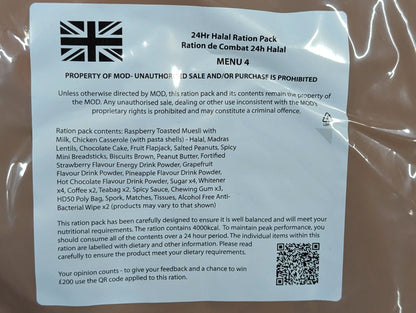 24Hr Halal Ration Pack
Ration de Combat 24h Halal
MENU 4
PROPERTY OF MOD- UNAUTHORISED SALE AND/OR PURCHASE IS PROHIBITED
Unless otherwise directed by MOD, this ration pack and its contents remain the property of
the MOD. Any unauthorised sale, dealing or other use inconsistent with the MOD's
proprietary rights is prohibited and may constitute a criminal offence.
Ration pack contents: Raspberry Toasted Muesli with
Milk, Chicken Casserole (with pasta shells) - Halal, Madras
Lentils, Chocolate Cake, Fruit Flapjack, Salted Peanuts, Spicy
Mini Breadsticks, Biscuits Brown, Peanut Butter, Fortified
Strawberry Flavour Energy Drink Powder, Grapefruit
Flavour Drink Powder, Pineapple Flavour Drink Powder,
Hot Chocolate Flavour Drink Powder, Sugar x4, Whitener
x4, Coffee x2, Teabag x2, Spicy Sauce, Chewing Gum x3,
HD50 Poly Bag, Spork, Matches, Tissues, Alcohol Free Anti-
Bacterial Wipe x2 (products may vary to that shown)
This ration pack has been carefully designed to ensure it is well balanced and will meet your
nutritional requirements. The ration contains 4000kcal. To maintain peak performance, you
should consume all of the contents over a 24 hour period. The individual items within this
ration are labelled with dietary and other information. Please read
carefully to ensure the product meet your dietary requirements.
Your opinion counts - to give your feedback and a chance to win
£200 use the QR code applied to this ration.